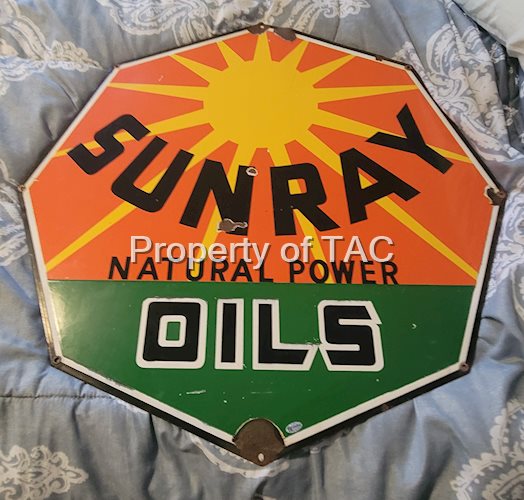 SUNRAY
Property of TAC
NATURAL POWER
OILS